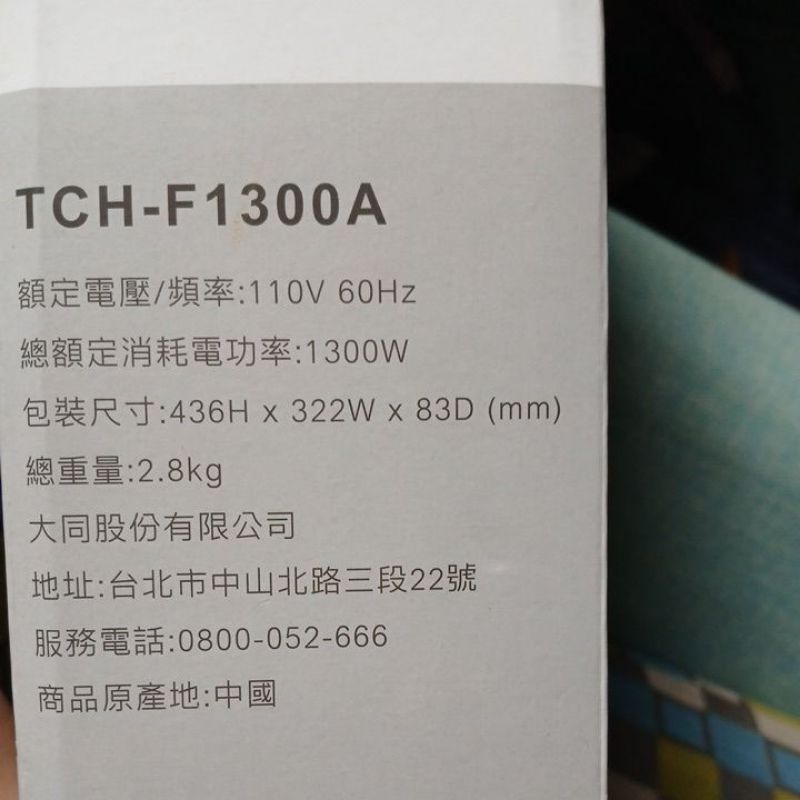 TCH-F1300A
額定電壓/頻率:110V 60Hz
總額定消耗電功率:1300W
包裝尺寸:436H x 322W x 83D (mm)
總重量:2.8kg
大同股份有限公司
地址:台北市中山北路三段22號
服務電話:0800-052-666
商品原產地:中國